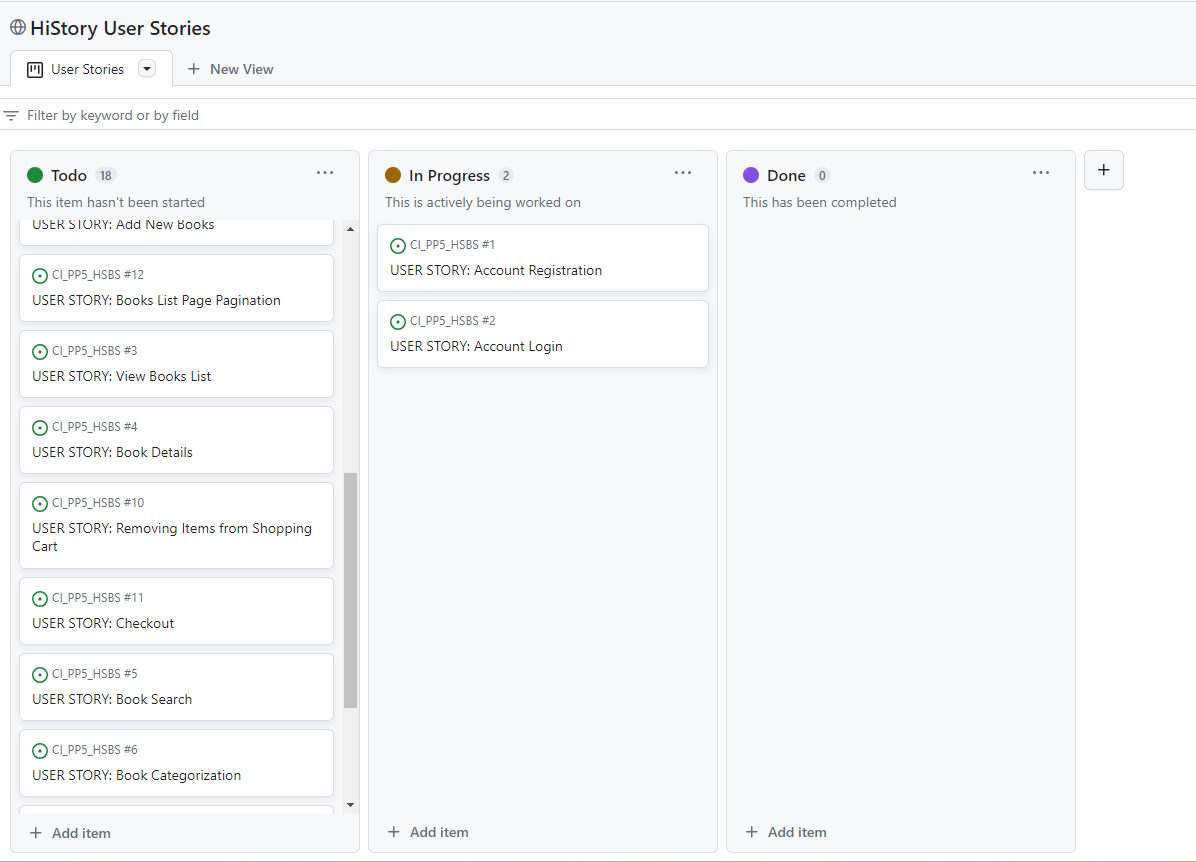 HiStory User Stories
User Stories
New View
Filter by keyword or by field
Todo 18
This item hasn't been started
USER STORY: Add New Books
CI_PP5_HSBS #12
USER STORY: Books List Page Pagination
CI_PP5_HSBS #3
USER STORY: View Books List
CI_PP5_HSBS #4
USER STORY: Book Details
CI_PP5_HSBS #10
USER STORY: Removing Items from Shopping
Cart
CI_PP5_HSBS #11
USER STORY: Checkout
CI_PP5_HSBS #5
USER STORY: Book Search
CI_PP5_HSBS #6
USER STORY: Book Categorization
+ Add item
In Progress 2
This is actively being worked on
CI_PP5_HSBS #1
USER STORY: Account Registration
CI_PP5_HSBS #2
USER STORY: Account Login
+ Add item
Done 0
This has been completed
+ Add item